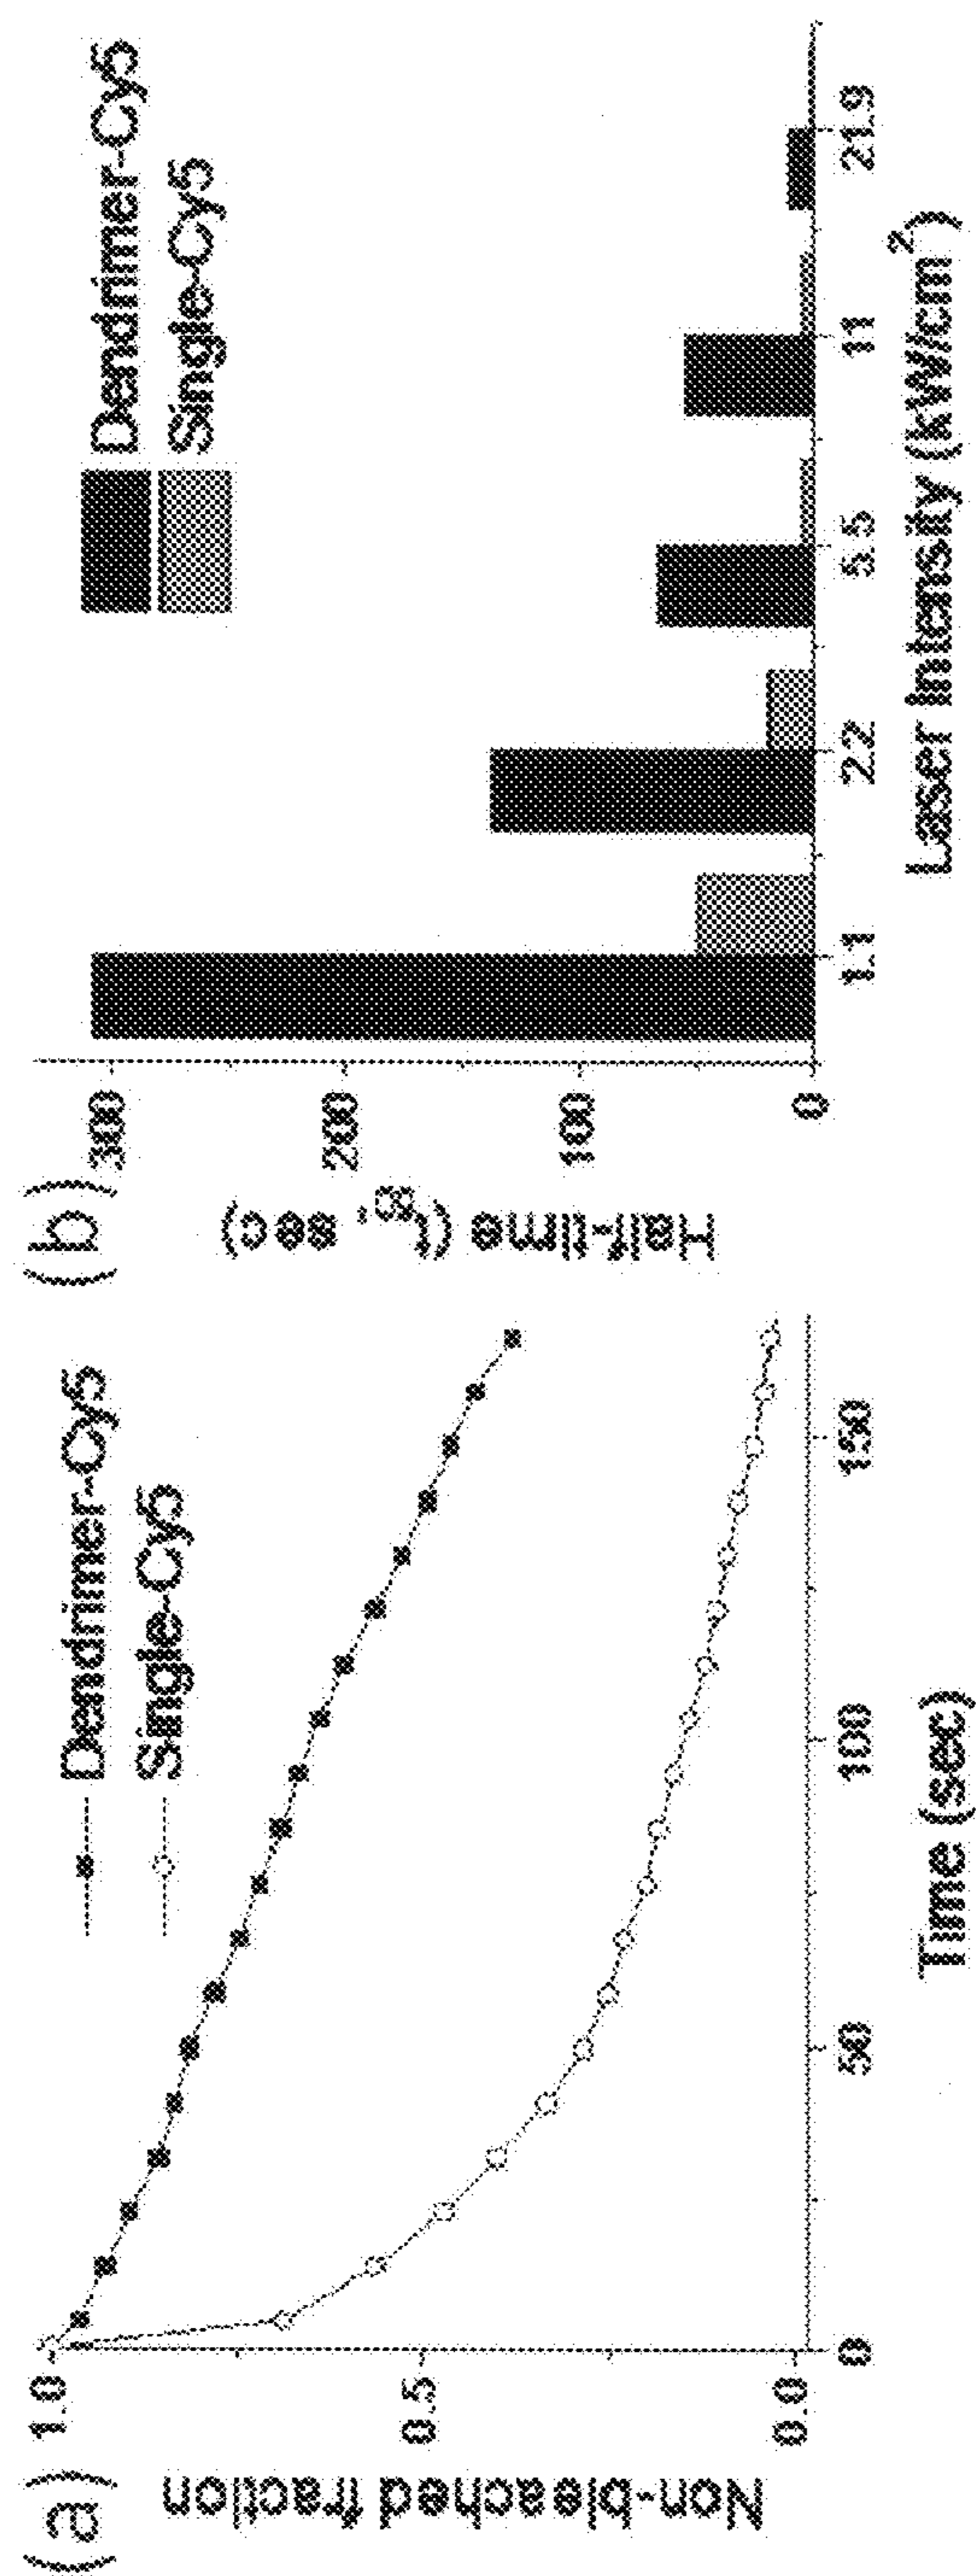 (a)
Non-bleached fraction
1.0
0.5
0.0
Dendrimer-Cy5
Single-Cy5
0
50
100
150
Time (sec)
(b)
Half-time (t
, sec)
300
200
100
0
Dendrimer-Cy5
Single-Cy5
1.1
2.2
5.5
11
21.9
Laser Intensity (kW/cm²)